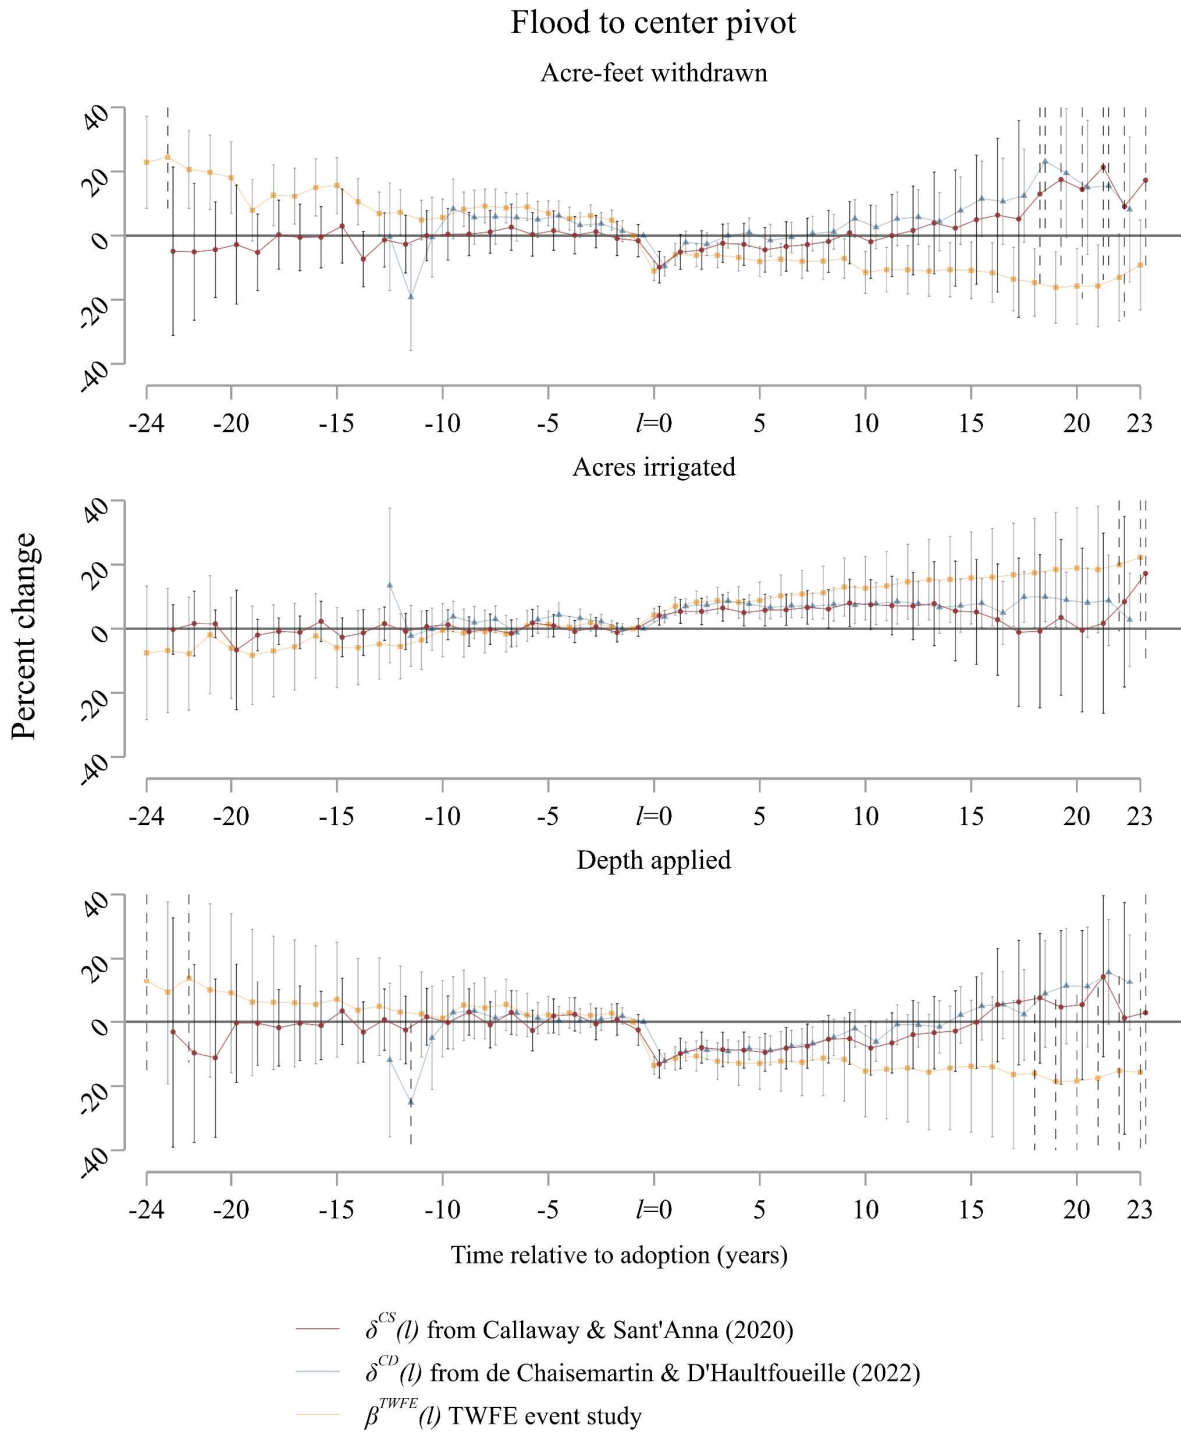 Flood to center pivot
Acre-feet withdrawn
40
20
0
-20
-40
-24 -20 -15 -10 -5 l=0 5 10 15 20 23
Acres irrigated
Percent change
40
20
0
-20
-40
-24 -20 -15 -10 -5 l=0 5 10 15 20 23
Depth applied
40
20
0
-20
-40
-24 -20 -15 -10 -5 l=0 5 10 15 20 23
Time relative to adoption (years)
δ^CS(l) from Callaway & Sant'Anna (2020)
δ^CD(l) from de Chaisemartin & D'Haultfoueille (2022)
β^TWFE(l) TWFE event study